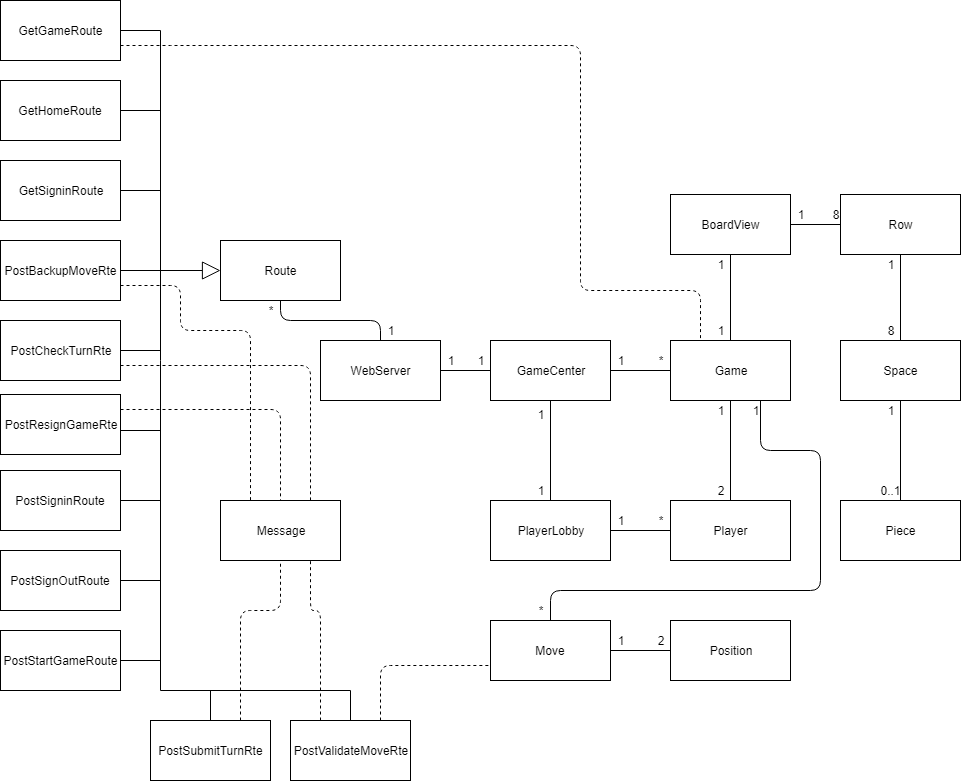 GetGameRoute
GetHomeRoute
GetSigninRoute
BoardView
1
8
Row
1
1
PostBackupMoveRte
Route
*
1
1
8
PostCheckTurnRte
WebServer
1
1
GameCenter
1
*
Game
Space
PostResignGameRte
1
1
1
1
PostSigninRoute
1
2
0..1
Message
PlayerLobby
1
*
Player
Piece
PostSignOutRoute
*
PostStartGameRoute
Move
1
2
Position
PostSubmitTurnRte
PostValidateMoveRte